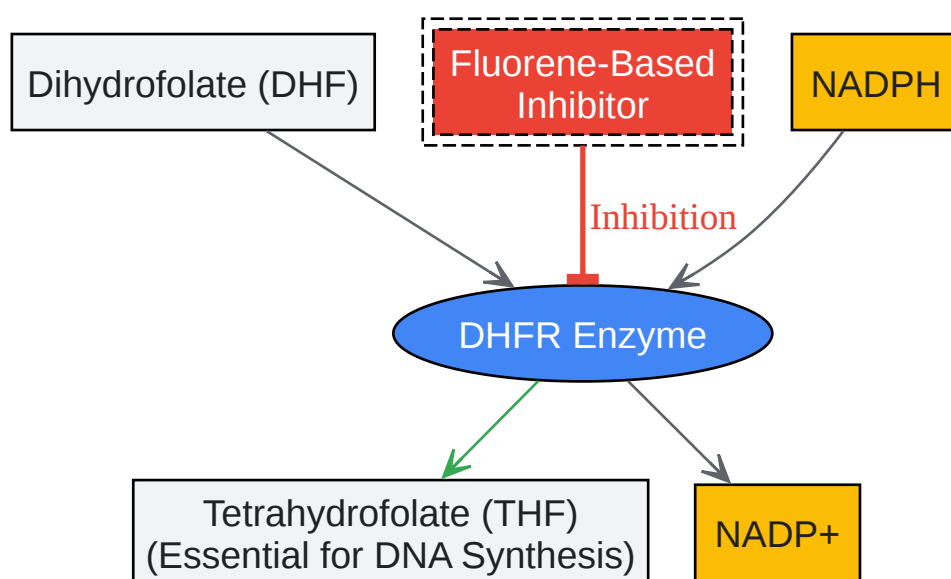 Dihydrofolate (DHF)
Fluorene-Based
Inhibitor
NADPH
Inhibition
DHFR Enzyme
Tetrahydrofolate (THF)
(Essential for DNA Synthesis)
NADP+